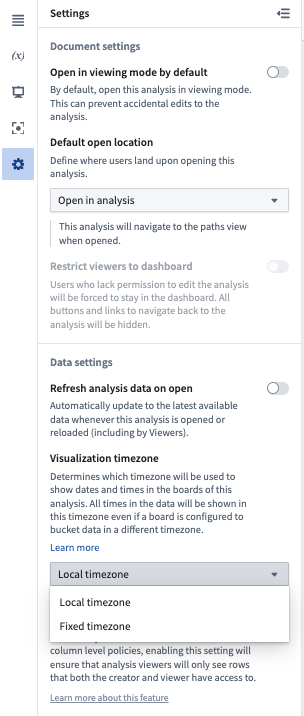 Settings
Document settings
(x)
Open in viewing mode by default
By default, open this analysis in viewing mode.
This can prevent accidental edits to the
analysis.
Default open location
Define where users land upon opening this
analysis.
Open in analysis
This analysis will navigate to the paths view
when opened.
Restrict viewers to dashboard
Users who lack permission to edit the analysis
will be forced to stay in the dashboard. All
buttons and links to navigate back to the
analysis will be hidden.
Data settings
Refresh analysis data on open
Automatically update to the latest available
data whenever this analysis is opened or
reloaded (including by Viewers).
Visualization timezone
Determines which timezone will be used to
show dates and times in the boards of this
analysis. All times in the data will be shown in
this timezone even if a board is configured to
bucket data in a different timezone.
Learn more
Local timezone
Local timezone
Fixed timezone
column level policies, enabling this setting will
ensure that analysis viewers will only see rows
that both the creator and viewer have access to.
Learn more about this feature